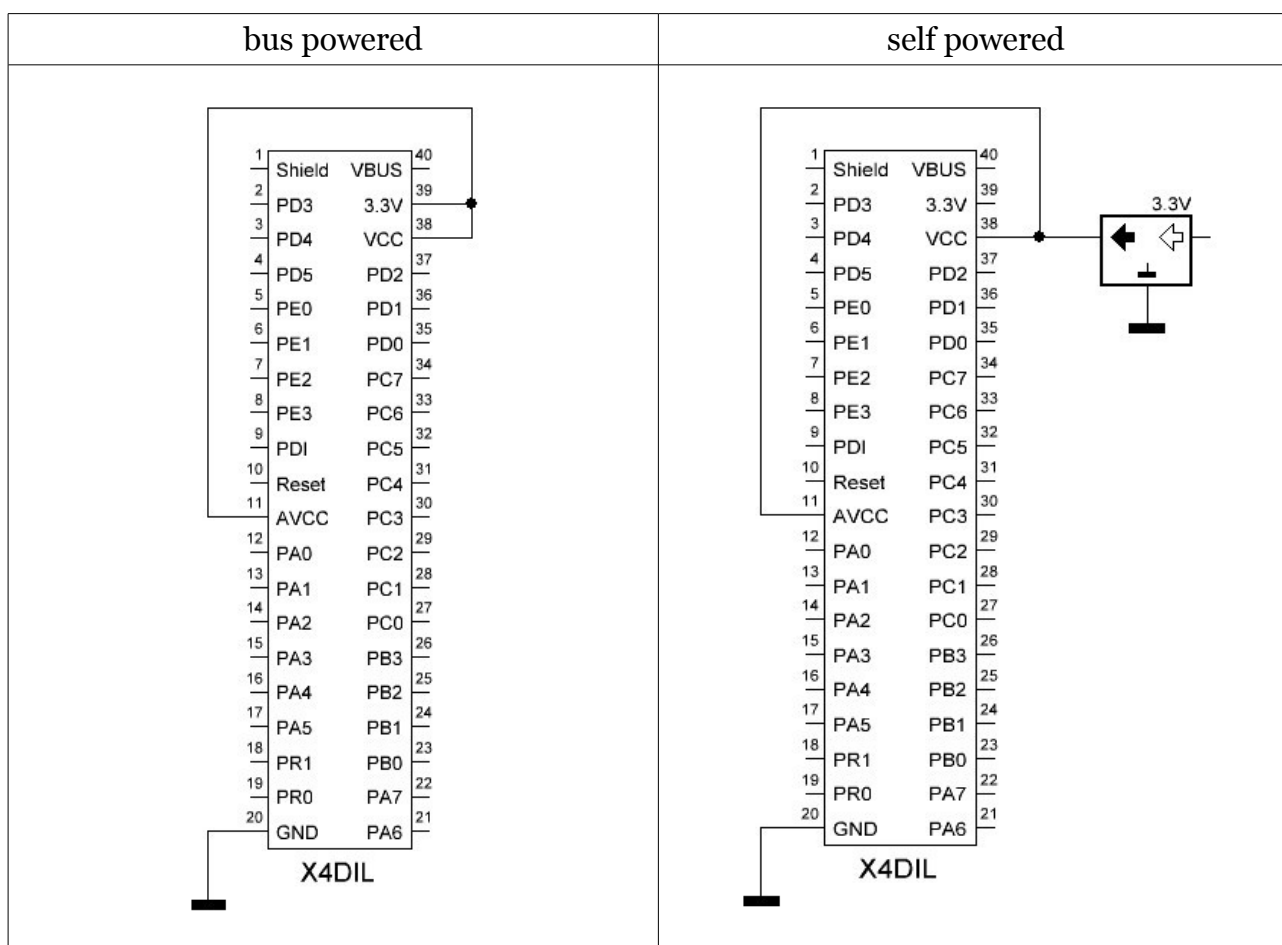 bus powered
self powered
1 Shield VBUS 40
2 PD3 3.3V 39
3 PD4 VCC 38
4 PD5 PD2 37
5 PE0 PD1 36
6 PE1 PD0 35
7 PE2 PC7 34
8 PE3 PC6 33
9 PDI PC5 32
10 Reset PC4 31
11 AVCC PC3 30
12 PA0 PC2 29
13 PA1 PC1 28
14 PA2 PC0 27
15 PA3 PB3 26
16 PA4 PB2 25
17 PA5 PB1 24
18 PR1 PB0 23
19 PR0 PA7 22
20 GND PA6 21
X4DIL
1 Shield VBUS 40
2 PD3 3.3V 39
3 PD4 VCC 38
4 PD5 PD2 37
5 PE0 PD1 36
6 PE1 PD0 35
7 PE2 PC7 34
8 PE3 PC6 33
9 PDI PC5 32
10 Reset PC4 31
11 AVCC PC3 30
12 PA0 PC2 29
13 PA1 PC1 28
14 PA2 PC0 27
15 PA3 PB3 26
16 PA4 PB2 25
17 PA5 PB1 24
18 PR1 PB0 23
19 PR0 PA7 22
20 GND PA6 21
X4DIL
3.3V